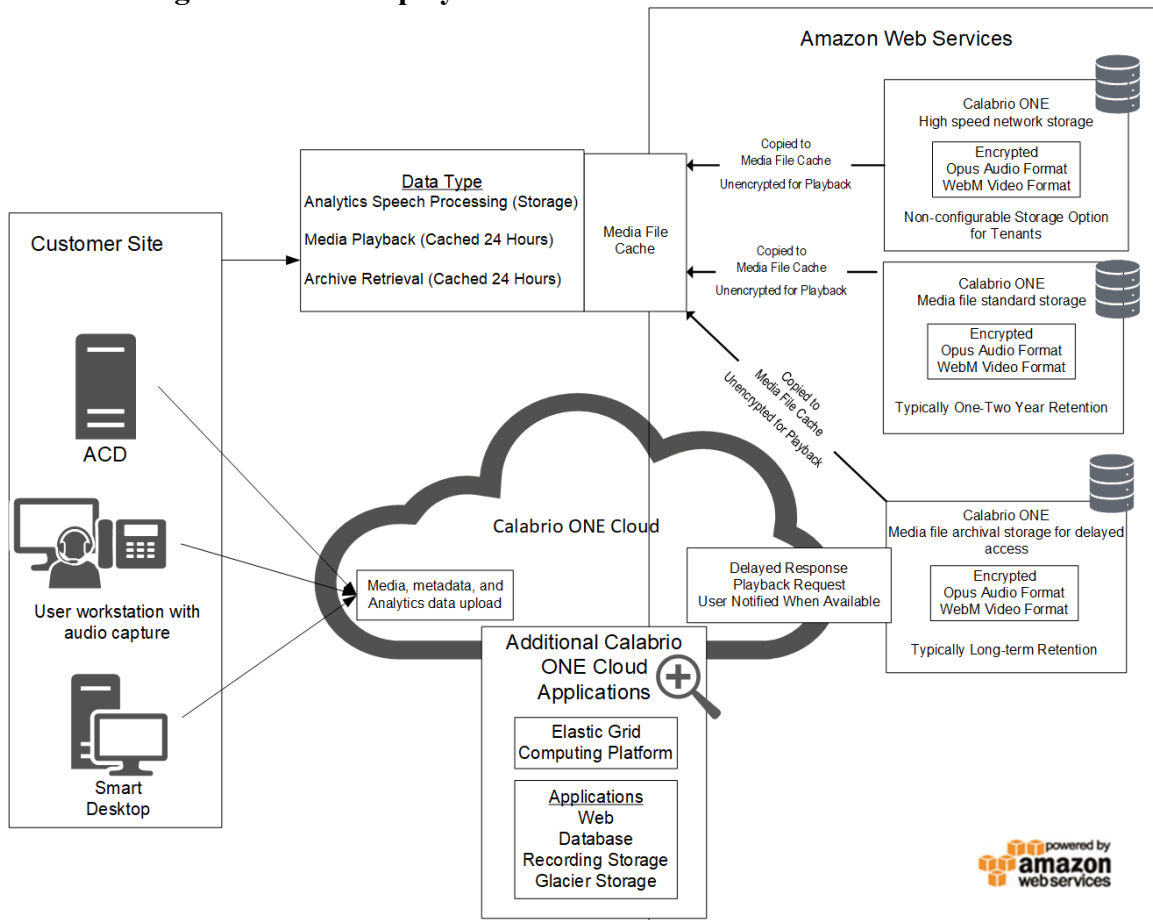 Amazon Web Services
Calabrio ONE
High speed network storage
Encrypted
Opus Audio Format
WebM Video Format
Non-configurable Storage Option
for Tenants
Copied to
Media File Cache
Unencrypted for Playback
Data Type
Analytics Speech Processing (Storage)
Media Playback (Cached 24 Hours)
Archive Retrieval (Cached 24 Hours)
Media File
Cache
Customer Site
Copied to
Media File Cache
Unencrypted for Playback
Calabrio ONE
Media file standard storage
Encrypted
Opus Audio Format
WebM Video Format
Typically One-Two Year Retention
Copied to
Media File Cache
Unencrypted for Playback
ACD
Calabrio ONE Cloud
Calabrio ONE
Media file archival storage for delayed
access
Encrypted
Opus Audio Format
WebM Video Format
Typically Long-term Retention
Delayed Response
Playback Request
User Notified When Available
Media, metadata, and
Analytics data upload
User workstation with
audio capture
Additional Calabrio
ONE Cloud
Applications
Elastic Grid
Computing Platform
Applications
Web
Database
Recording Storage
Glacier Storage
Smart
Desktop
powered by
amazon
webservices